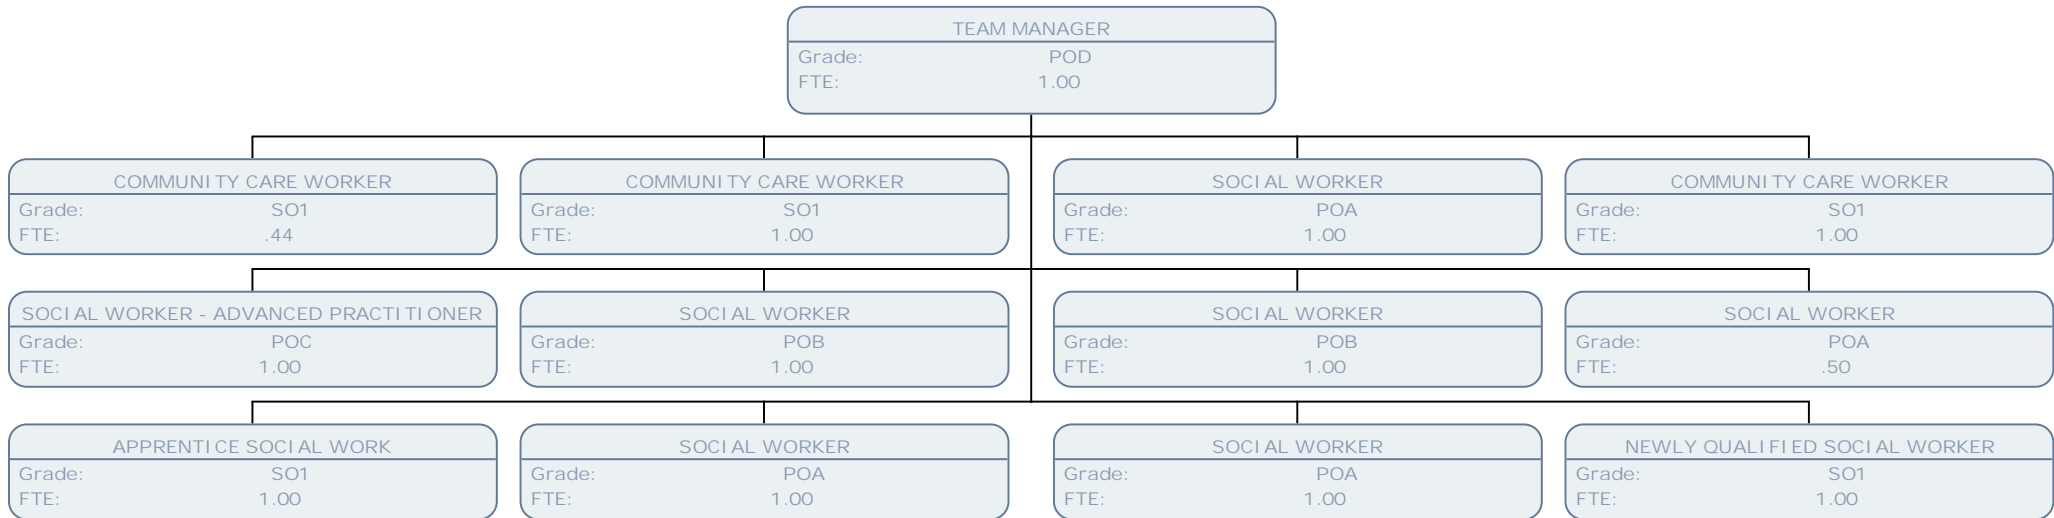 TEAM MANAGER
Grade: POD
FTE: 1.00
COMMUNITY CARE WORKER
Grade: SO1
FTE: .44
COMMUNITY CARE WORKER
Grade: SO1
FTE: 1.00
SOCIAL WORKER
Grade: POA
FTE: 1.00
COMMUNITY CARE WORKER
Grade: SO1
FTE: 1.00
SOCIAL WORKER - ADVANCED PRACTITIONER
Grade: POC
FTE: 1.00
SOCIAL WORKER
Grade: POB
FTE: 1.00
SOCIAL WORKER
Grade: POB
FTE: 1.00
SOCIAL WORKER
Grade: POA
FTE: .50
APPRENTICE SOCIAL WORK
Grade: SO1
FTE: 1.00
SOCIAL WORKER
Grade: POA
FTE: 1.00
SOCIAL WORKER
Grade: POA
FTE: 1.00
NEWLY QUALIFIED SOCIAL WORKER
Grade: SO1
FTE: 1.00